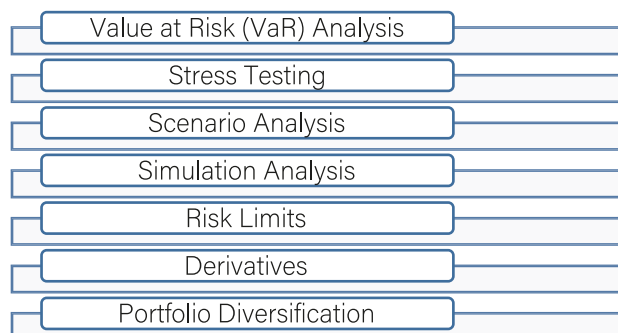 Value at Risk (VaR) Analysis
Stress Testing
Scenario Analysis
Simulation Analysis
Risk Limits
Derivatives
Portfolio Diversification